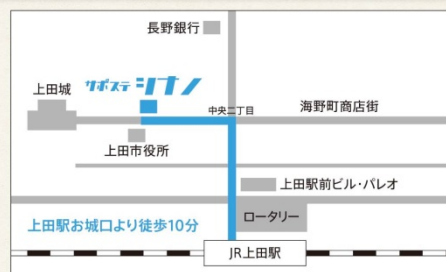 長野銀行
上田城
サポステ シナノ
中央二丁目
海野町商店街
上田市役所
上田駅前ビル・パレオ
ロータリー
上田駅お城口より徒歩10分
JR上田駅